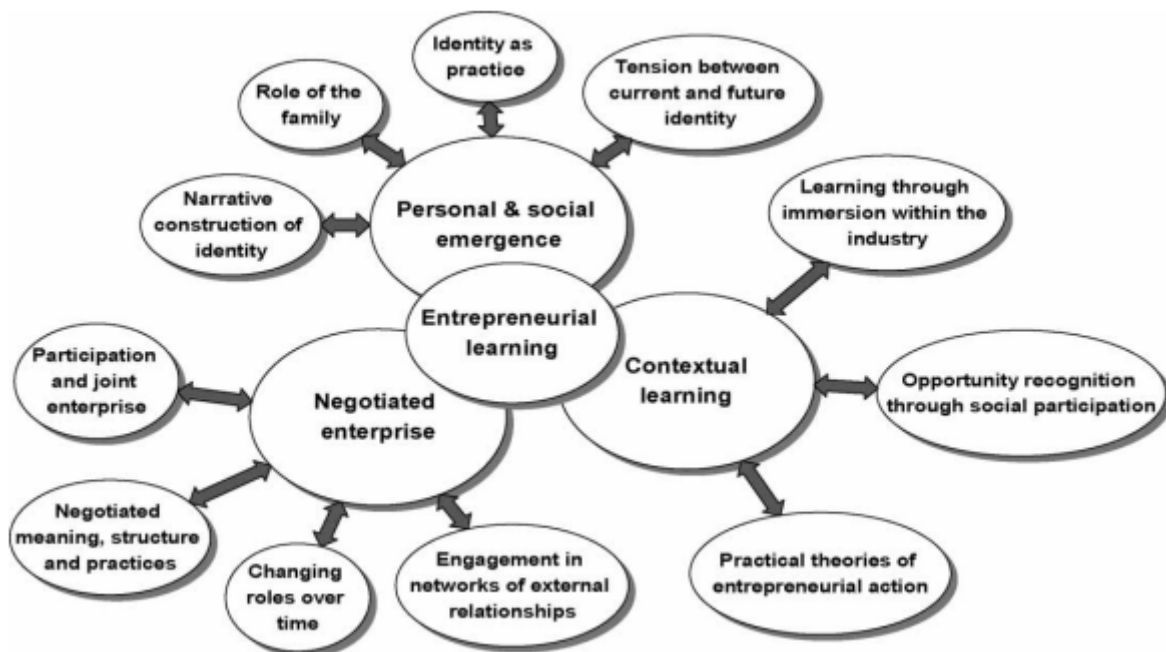 Identity as
practice
Tension between
current and future
identity
Role of the
family
Narrative
construction of
identity
Personal & social
emergence
Learning through
immersion within the
industry
Entrepreneurial
learning
Participation
and joint
enterprise
Negotiated
enterprise
Contextual
learning
Opportunity recognition
through social participation
Negotiated
meaning, structure
and practices
Changing
roles over
time
Engagement in
networks of external
relationships
Practical theories of
entrepreneurial action